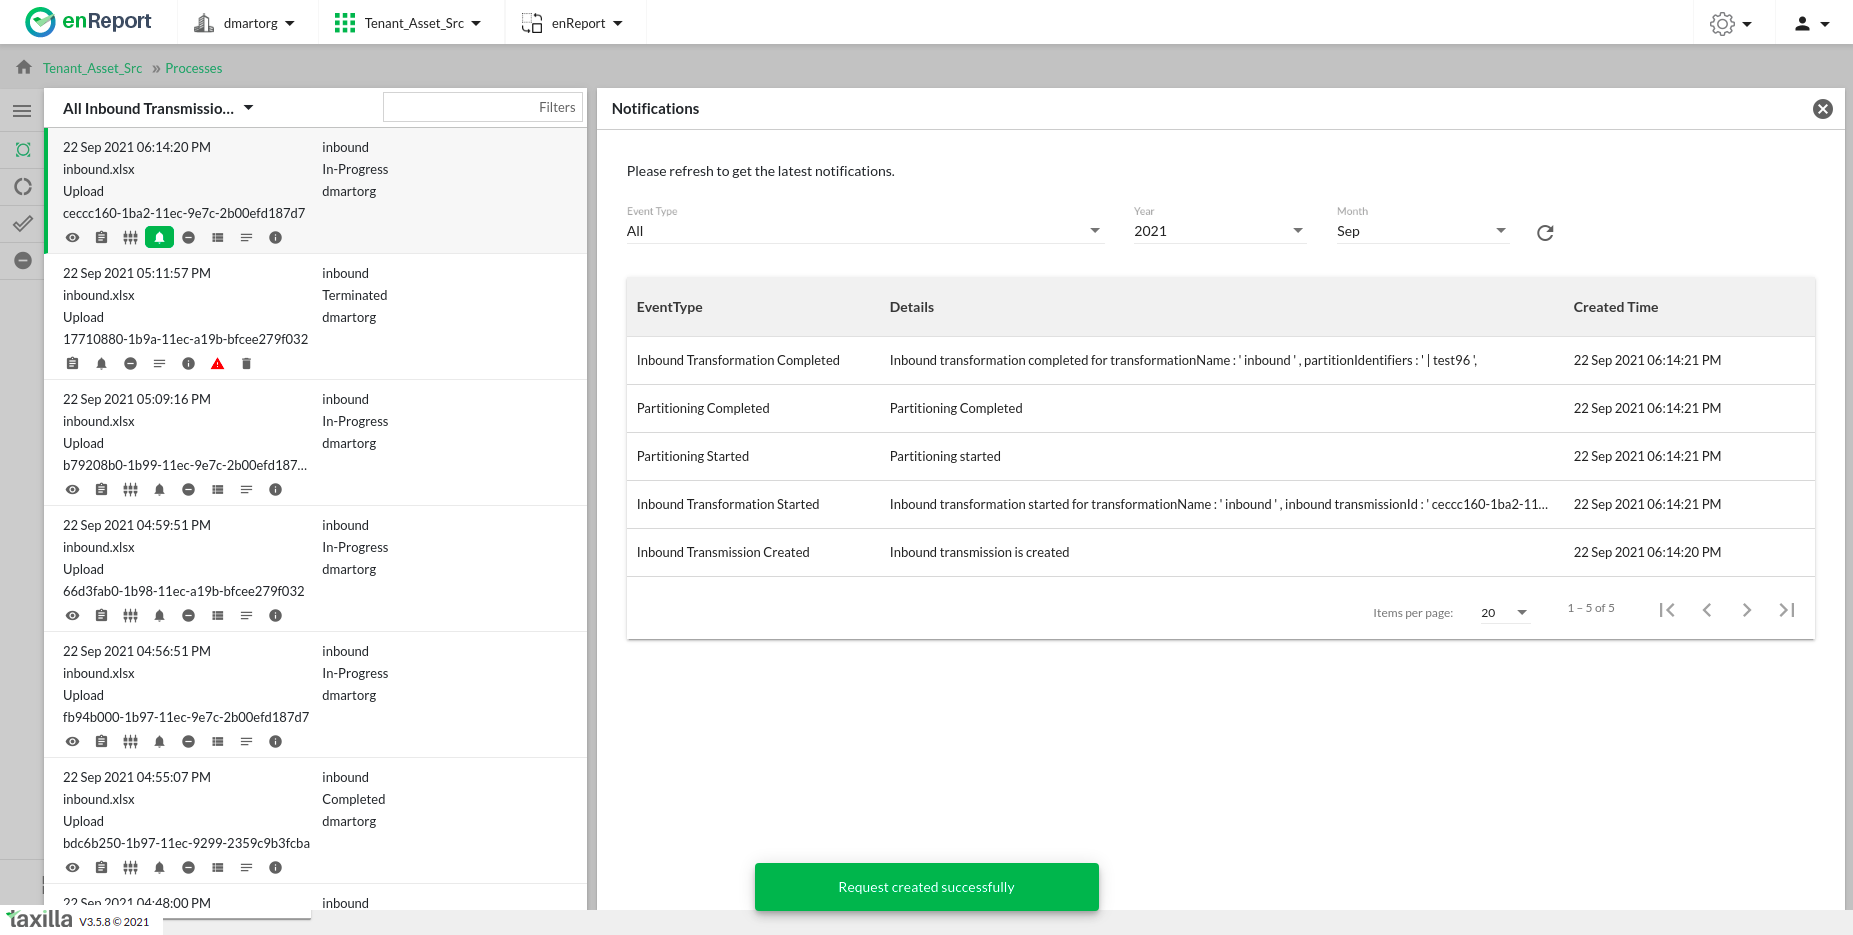 enReport
dmartorg
Tenant_Asset_Src
enReport
Tenant_Asset_Src » Processes
All Inbound Transmissio...
Filters
22 Sep 2021 06:14:20 PM inbound
inbound.xlsx In-Progress
Upload dmartorg
ceccc160-1ba2-11ec-9e7c-2b00efd187d7
22 Sep 2021 05:11:57 PM inbound
inbound.xlsx Terminated
Upload dmartorg
17710880-1b9a-11ec-a19b-bfcee279f032
22 Sep 2021 05:09:16 PM inbound
inbound.xlsx In-Progress
Upload dmartorg
b79208b0-1b99-11ec-9e7c-2b00efd187...
22 Sep 2021 04:59:51 PM inbound
inbound.xlsx In-Progress
Upload dmartorg
66d3fab0-1b98-11ec-a19b-bfcee279f032
22 Sep 2021 04:56:51 PM inbound
inbound.xlsx In-Progress
Upload dmartorg
fb94b000-1b97-11ec-9e7c-2b00efd187d7
22 Sep 2021 04:55:07 PM inbound
inbound.xlsx Completed
Upload dmartorg
bdc6b250-1b97-11ec-9299-2359c9b3fcba
22 Sep 2021 04:48:00 PM inbound
Notifications
Please refresh to get the latest notifications.
Event Type Year Month
All 2021 Sep
EventType Details Created Time
Inbound Transformation Completed Inbound transformation completed for transformationName : ' inbound ' , partitionIdentifiers : ' | test96 ', 22 Sep 2021 06:14:21 PM
Partitioning Completed Partitioning Completed 22 Sep 2021 06:14:21 PM
Partitioning Started Partitioning started 22 Sep 2021 06:14:21 PM
Inbound Transformation Started Inbound transformation started for transformationName : ' inbound ' , inbound transmissionId : ' ceccc160-1ba2-11... 22 Sep 2021 06:14:21 PM
Inbound Transmission Created Inbound transmission is created 22 Sep 2021 06:14:20 PM
Items per page: 20 1 – 5 of 5
Request created successfully
taxilla V3.5.8 © 2021